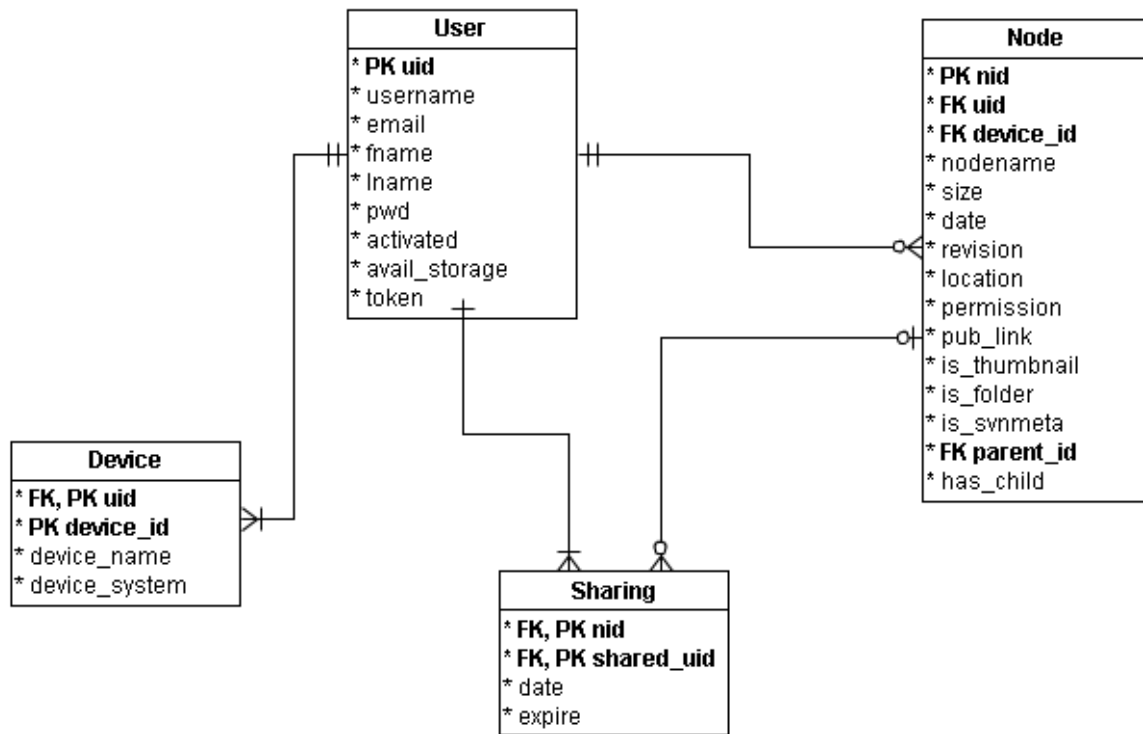 User
* PK uid
* username
* email
* fname
* lname
* pwd
* activated
* avail_storage
* token
Node
* PK nid
* FK uid
* FK device_id
* nodename
* size
* date
* revision
* location
* permission
* pub_link
* is_thumbnail
* is_folder
* is_svnmeta
* FK parent_id
* has_child
Device
* FK, PK uid
* PK device_id
* device_name
* device_system
Sharing
* FK, PK nid
* FK, PK shared_uid
* date
* expire